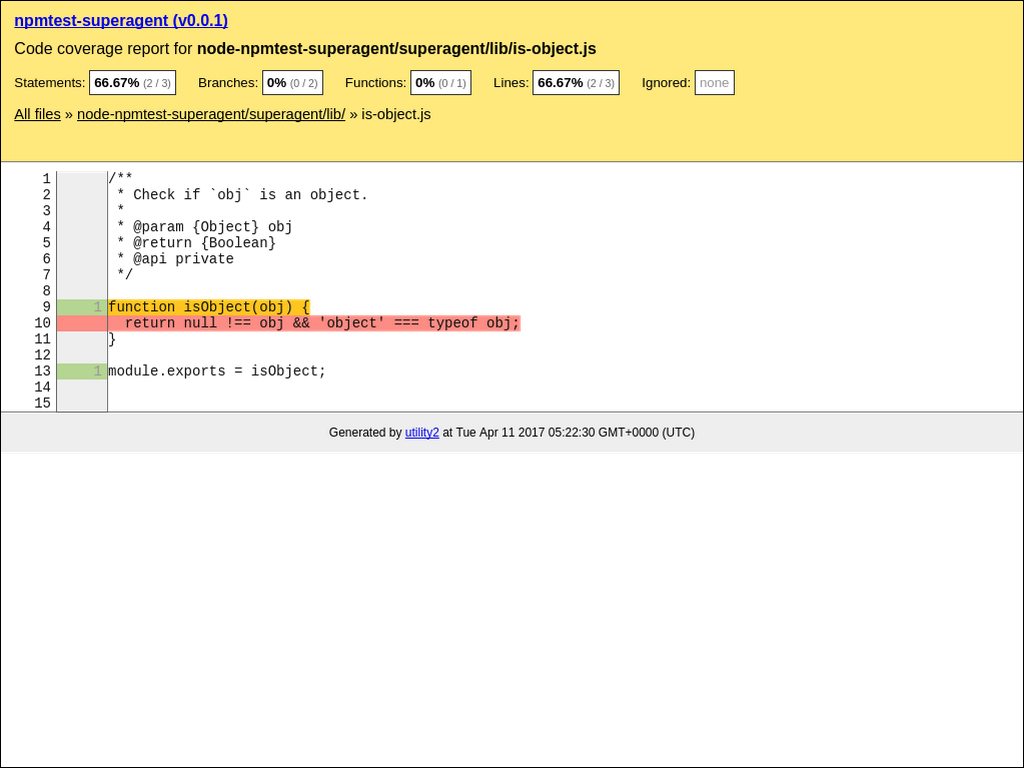 npmtest-superagent (v0.0.1)
Code coverage report for node-npmtest-superagent/superagent/lib/is-object.js
Statements: 66.67% (2 / 3) Branches: 0% (0 / 2) Functions: 0% (0 / 1) Lines: 66.67% (2 / 3) Ignored: none
All files » node-npmtest-superagent/superagent/lib/ » is-object.js
1 /**
2  * Check if `obj` is an object.
3  *
4  * @param {Object} obj
5  * @return {Boolean}
6  * @api private
7  */
8
9 1 function isObject(obj) {
10   return null !== obj && 'object' === typeof obj;
11 }
12
13 1 module.exports = isObject;
14
15
Generated by utility2 at Tue Apr 11 2017 05:22:30 GMT+0000 (UTC)